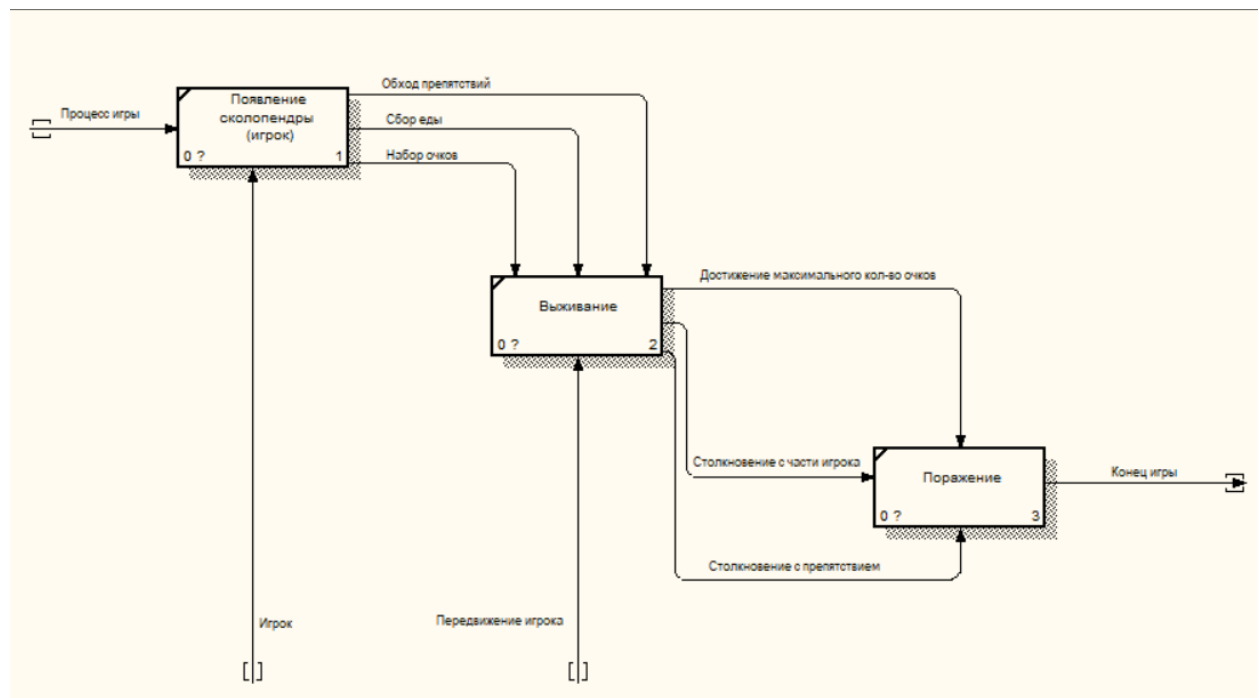 Обход препятствий
Процесс игры
Появление
сколопендры
(игрок)
0 ?
1
Сбор еды
Набор очков
Выживание
0 ?
2
Достижение максимального кол-во очков
Столкновение с части игрока
Поражение
0 ?
3
Конец игры
Столкновение с препятствием
Игрок
Передвижение игрока